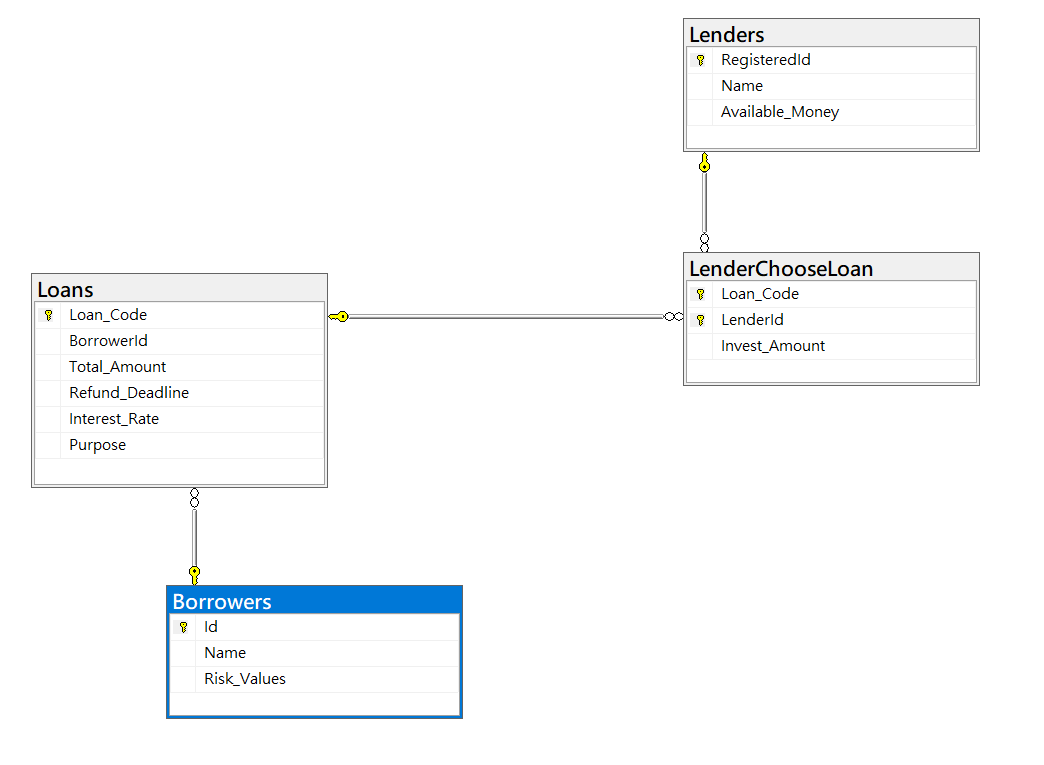 Lenders
RegisteredId
Name
Available_Money
LenderChooseLoan
Loan_Code
LenderId
Invest_Amount
Loans
Loan_Code
BorrowerId
Total_Amount
Refund_Deadline
Interest_Rate
Purpose
Borrowers
Id
Name
Risk_Values